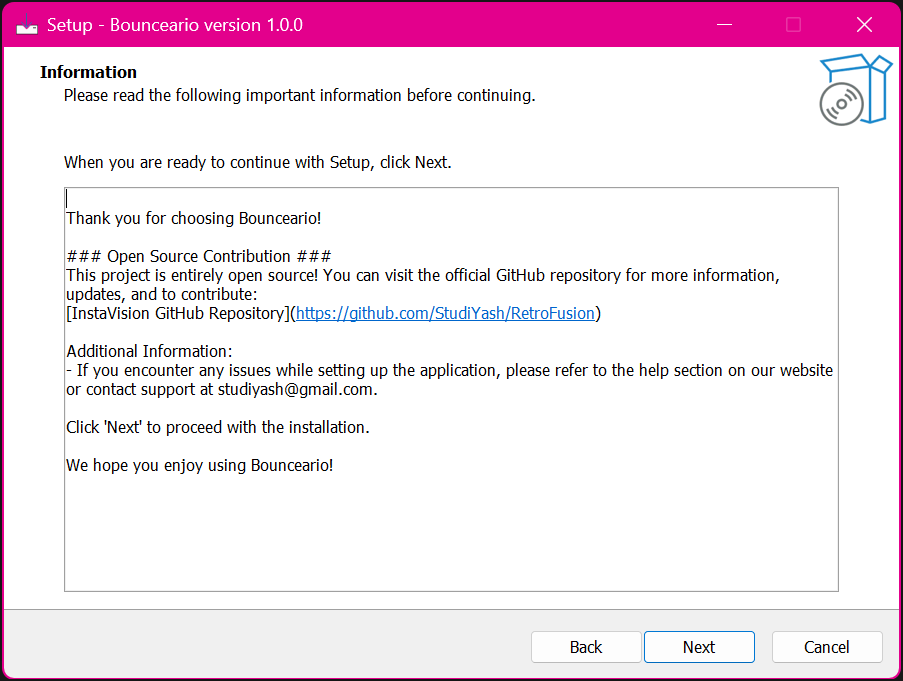 Setup - Bounceario version 1.0.0
Information
Please read the following important information before continuing.
When you are ready to continue with Setup, click Next.
Thank you for choosing Bounceario!
### Open Source Contribution ###
This project is entirely open source! You can visit the official GitHub repository for more information,
updates, and to contribute:
[InstaVision GitHub Repository](https://github.com/StudiYash/RetroFusion)
Additional Information:
- If you encounter any issues while setting up the application, please refer to the help section on our website
or contact support at studiyash@gmail.com.
Click 'Next' to proceed with the installation.
We hope you enjoy using Bounceario!
Back Next Cancel